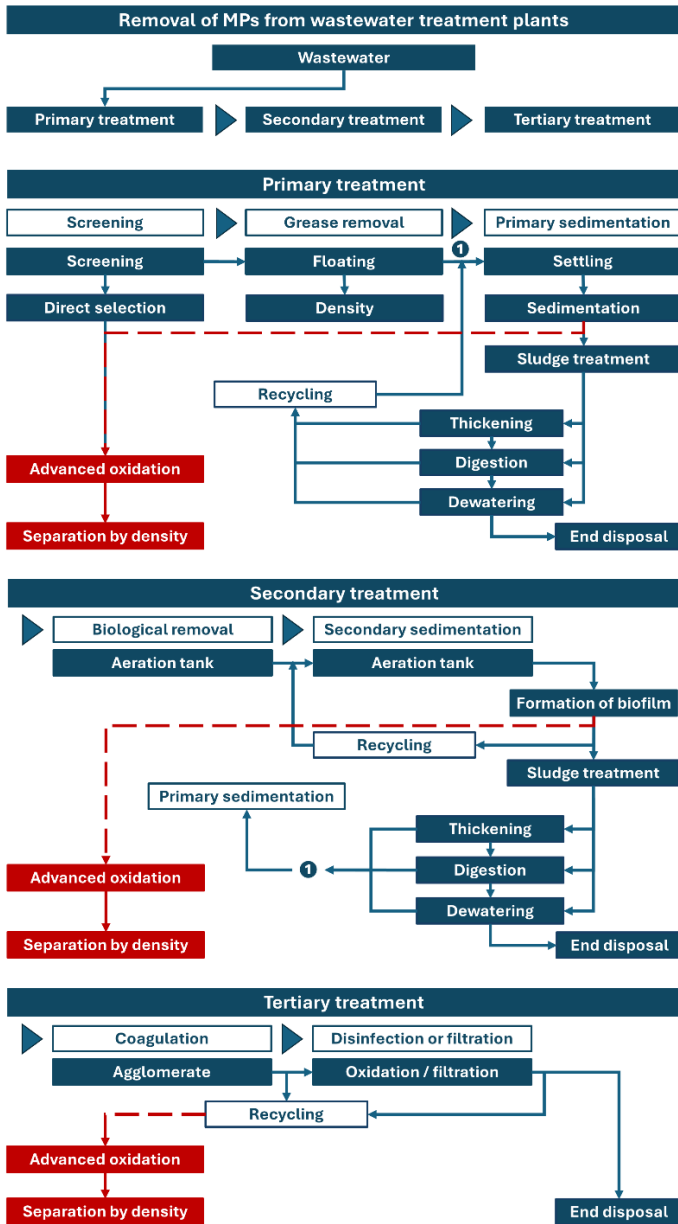 Removal of MPs from wastewater treatment plants
Wastewater
Primary treatment
Secondary treatment
Tertiary treatment
Primary treatment
Screening
Grease removal
Primary sedimentation
1
Screening
Floating
Settling
Direct selection
Density
Sedimentation
Sludge treatment
Recycling
Thickening
Advanced oxidation
Digestion
Dewatering
Separation by density
End disposal
Secondary treatment
Biological removal
Secondary sedimentation
Aeration tank
Aeration tank
Formation of biofilm
Recycling
Sludge treatment
Primary sedimentation
Thickening
Advanced oxidation
1
Digestion
Dewatering
Separation by density
End disposal
Tertiary treatment
Coagulation
Disinfection or filtration
Agglomerate
Oxidation / filtration
Recycling
Advanced oxidation
Separation by density
End disposal